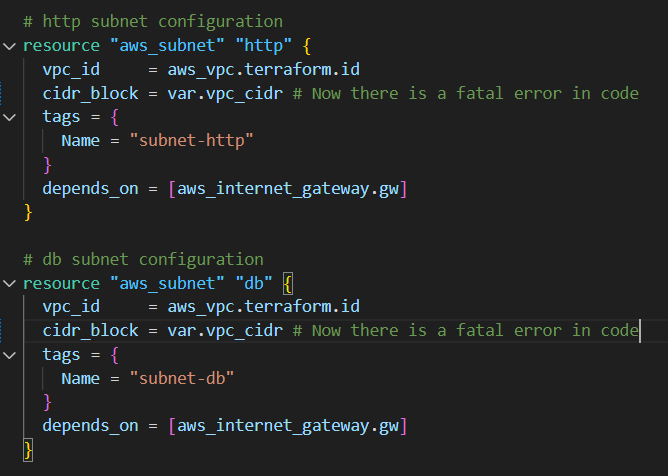 # http subnet configuration
resource "aws_subnet" "http" {
  vpc_id     = aws_vpc.terraform.id
  cidr_block = var.vpc_cidr # Now there is a fatal error in code
  tags = {
    Name = "subnet-http"
  }
  depends_on = [aws_internet_gateway.gw]
}

# db subnet configuration
resource "aws_subnet" "db" {
  vpc_id     = aws_vpc.terraform.id
  cidr_block = var.vpc_cidr # Now there is a fatal error in code
  tags = {
    Name = "subnet-db"
  }
  depends_on = [aws_internet_gateway.gw]
}